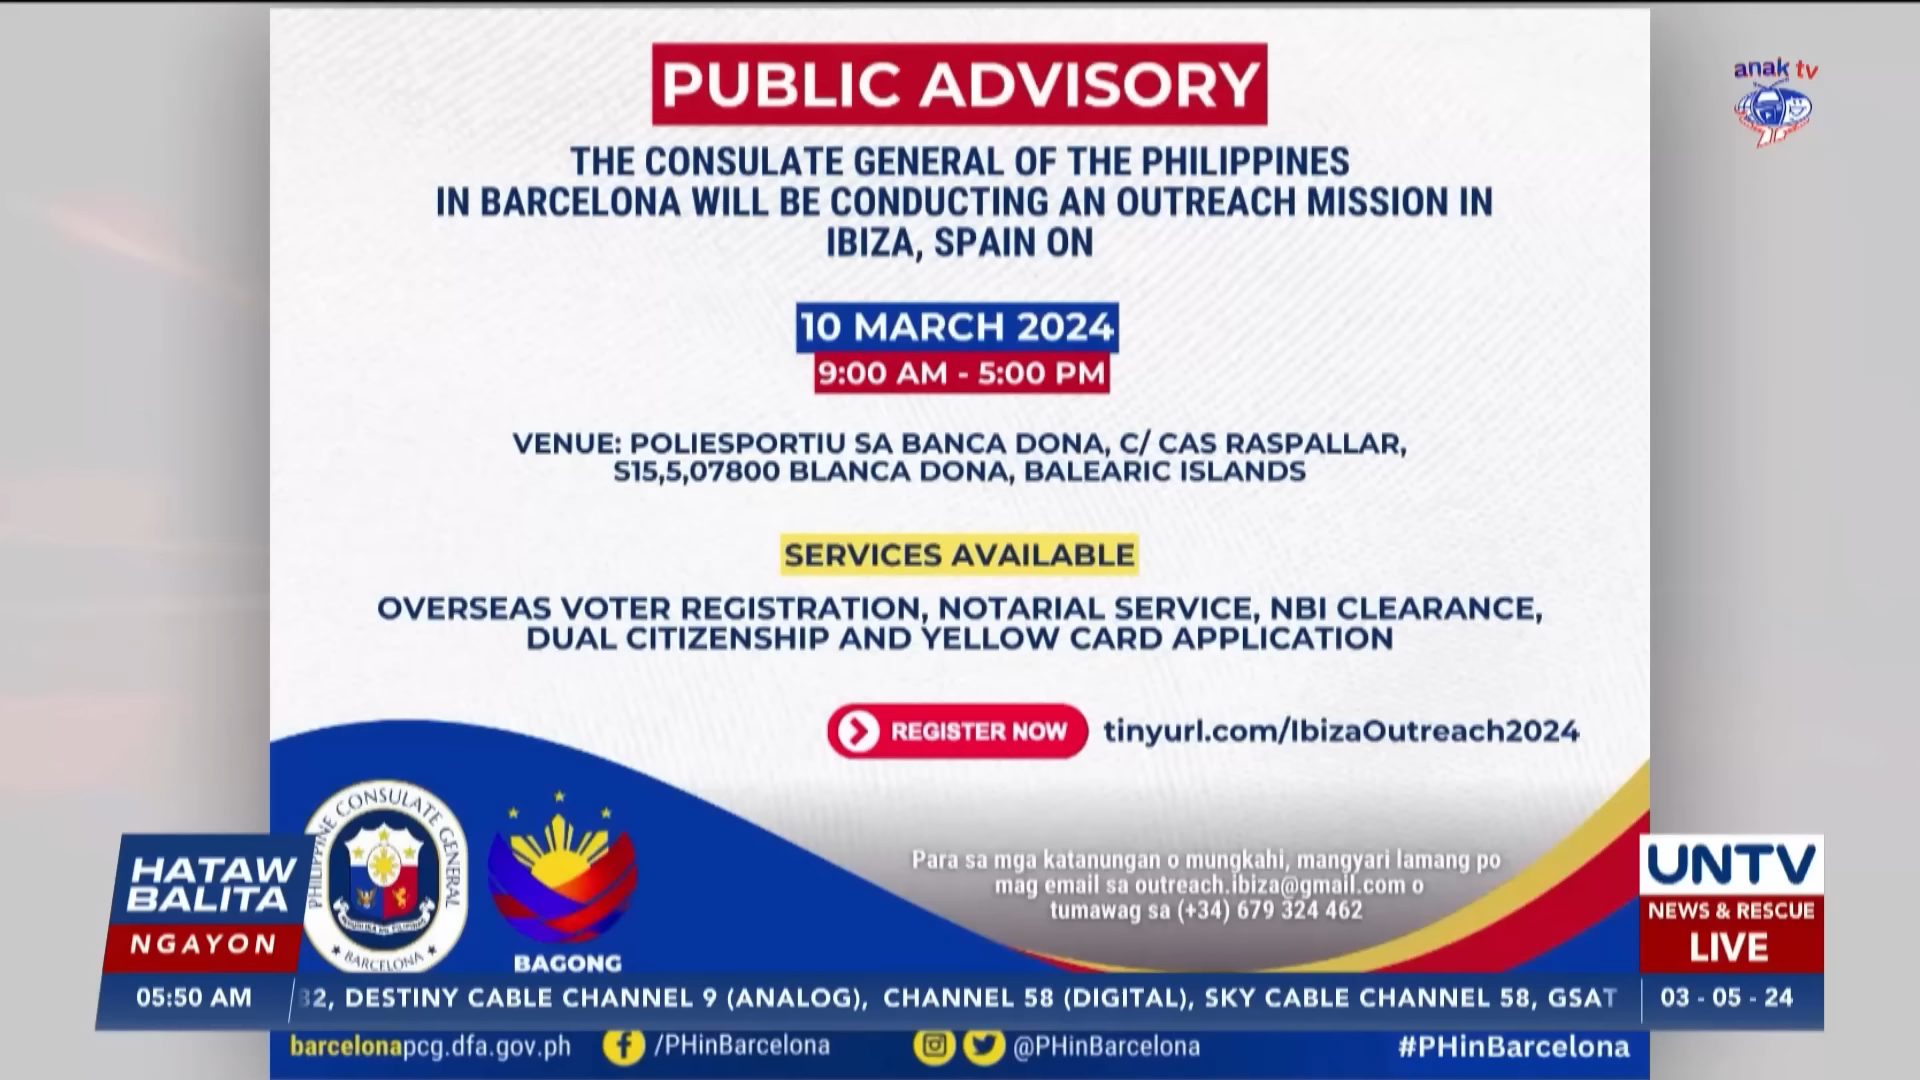 PUBLIC ADVISORY
anak tv
THE CONSULATE GENERAL OF THE PHILIPPINES
IN BARCELONA WILL BE CONDUCTING AN OUTREACH MISSION IN
IBIZA, SPAIN ON
10 MARCH 2024
9:00 AM - 5:00 PM
VENUE: POLIESPORTIU SA BANCA DONA, C/ CAS RASPALLAR,
S15,5,07800 BLANCA DONA, BALEARIC ISLANDS
SERVICES AVAILABLE
OVERSEAS VOTER REGISTRATION, NOTARIAL SERVICE, NBI CLEARANCE,
DUAL CITIZENSHIP AND YELLOW CARD APPLICATION
REGISTER NOW tinyurl.com/IbizaOutreach2024
PHILIPPINE CONSULATE GENERAL
BARCELONA
BAGONG
Para sa mga katanungan o mungkahi, mangyari lamang po
mag email sa outreach.ibiza@gmail.com o
tumawag sa (+34) 679 324 462
HATAW
BALITA
NGAYON
UNTV
NEWS & RESCUE
LIVE
05:50 AM
32, DESTINY CABLE CHANNEL 9 (ANALOG), CHANNEL 58 (DIGITAL), SKY CABLE CHANNEL 58, GSAT
03 - 05 - 24
barcelonapcg.dfa.gov.ph /PHinBarcelona @PHinBarcelona #PHinBarcelona